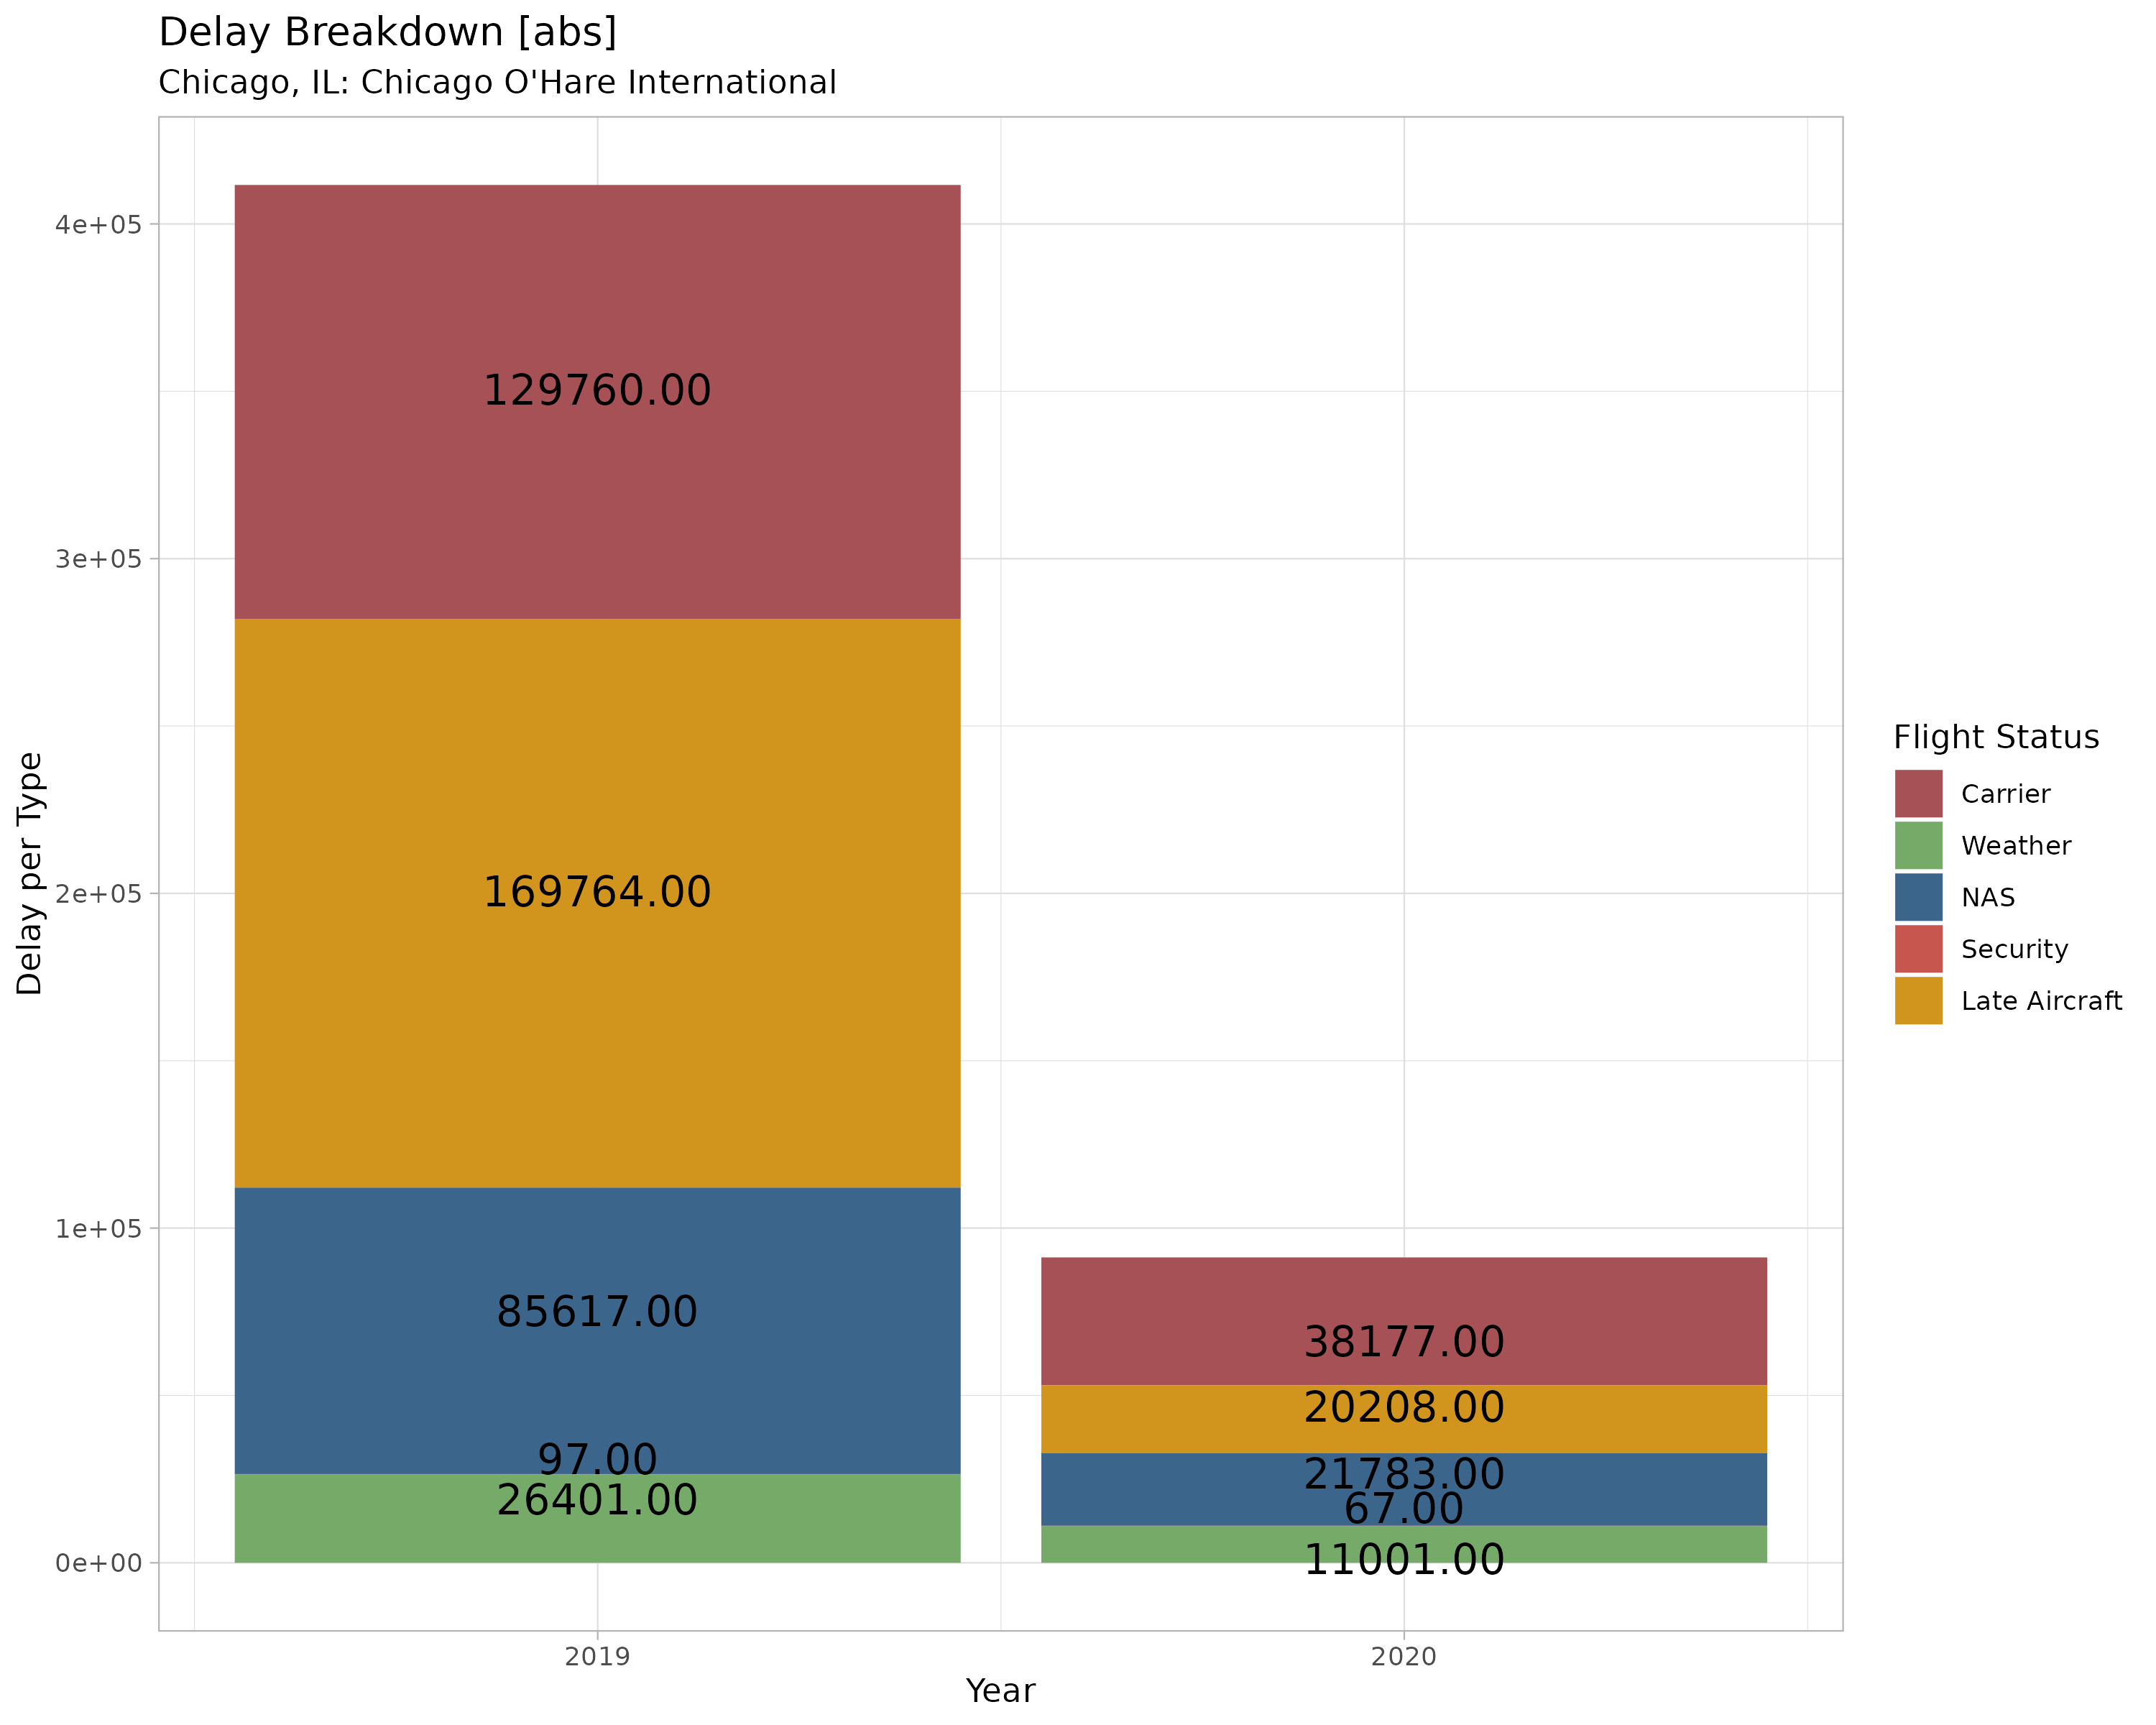 Delay Breakdown [abs]
Chicago, IL: Chicago O'Hare International
Delay per Type
4e+05
3e+05
2e+05
1e+05
0e+00
129760.00
169764.00
85617.00
97.00
26401.00
38177.00
20208.00
21783.00
67.00
11001.00
2019
2020
Year
Flight Status
Carrier
Weather
NAS
Security
Late Aircraft